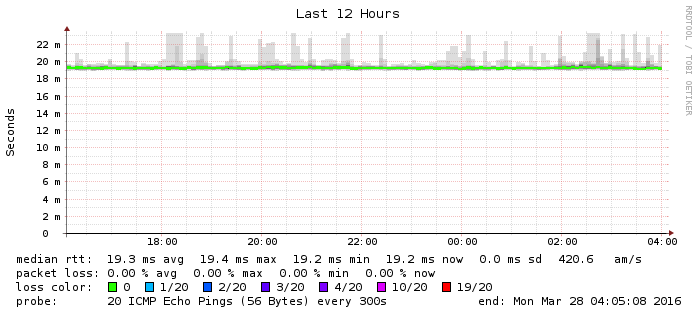 Last 12 Hours
RRDTOOL / TOBI OETIKER
Seconds
22 m
20 m
18 m
16 m
14 m
12 m
10 m
8 m
6 m
4 m
2 m
0
18:00 20:00 22:00 00:00 02:00 04:00
median rtt: 19.3 ms avg 19.4 ms max 19.2 ms min 19.2 ms now 0.0 ms sd 420.6 am/s
packet loss: 0.00 % avg 0.00 % max 0.00 % min 0.00 % now
loss color: 0 1/20 2/20 3/20 4/20 10/20 19/20
probe: 20 ICMP Echo Pings (56 Bytes) every 300s end: Mon Mar 28 04:05:08 2016